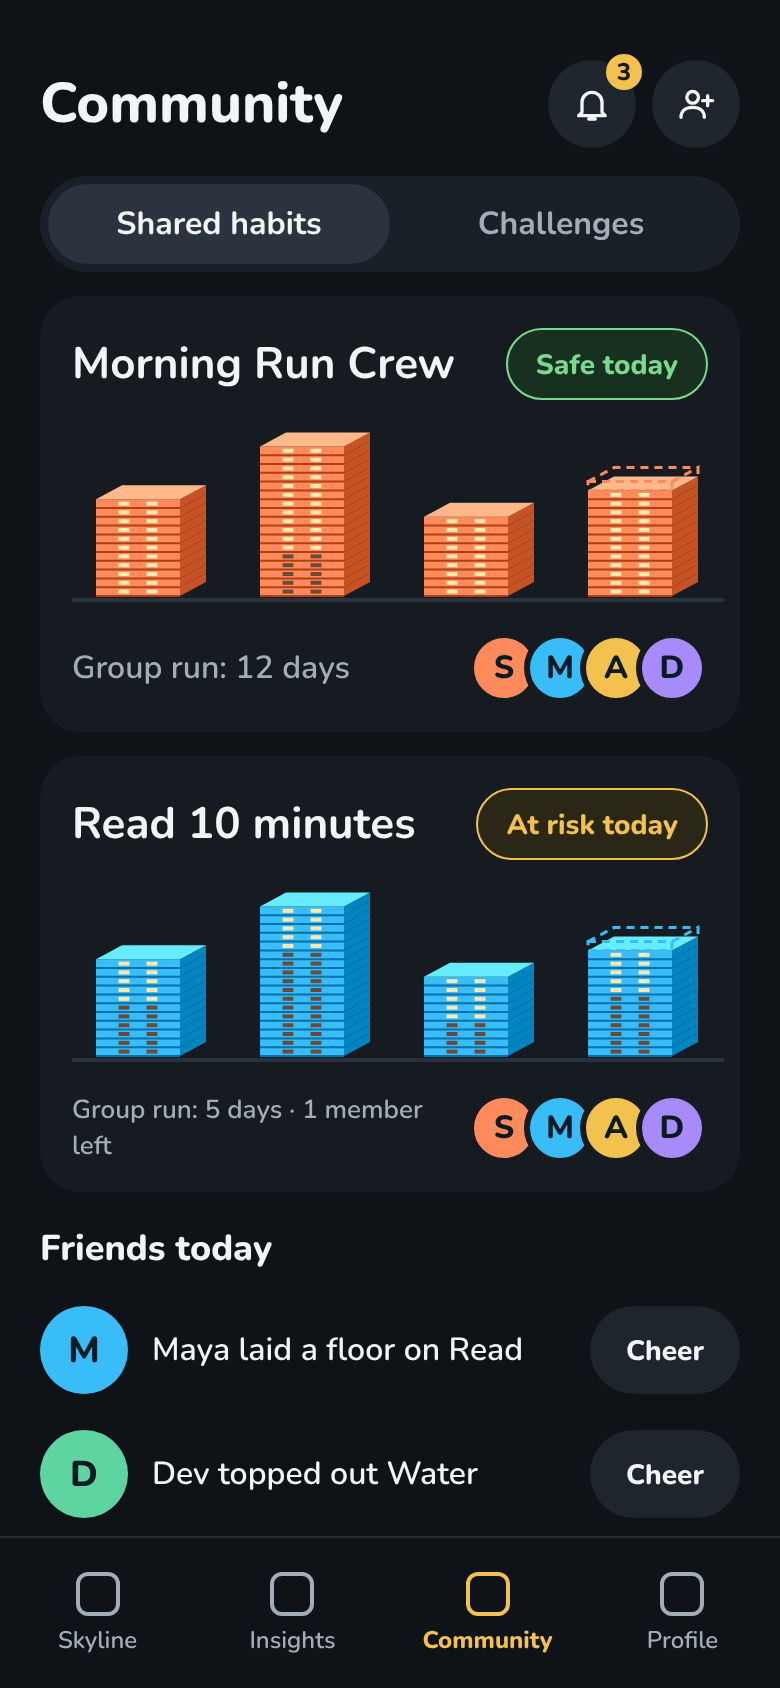 Community
3
Shared habits
Challenges
Morning Run Crew
Safe today
Group run: 12 days
S M A D
Read 10 minutes
At risk today
Group run: 5 days · 1 member
left
S M A D
Friends today
M
Maya laid a floor on Read
Cheer
D
Dev topped out Water
Cheer
Skyline
Insights
Community
Profile